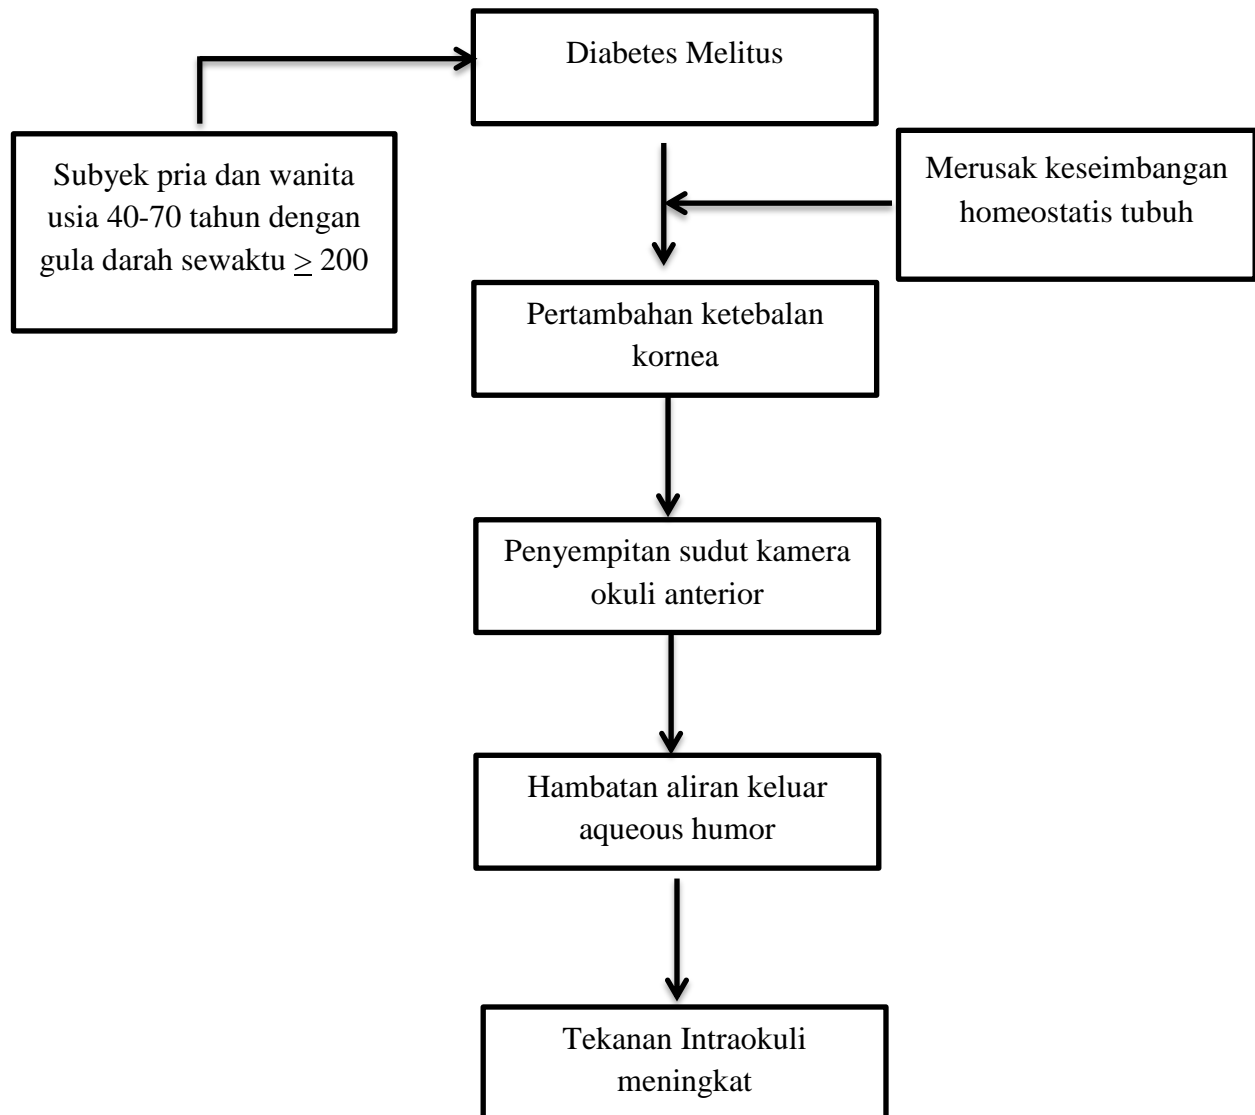 Diabetes Melitus
Subyek pria dan wanita
usia 40-70 tahun dengan
gula darah sewaktu ≥ 200
Merusak keseimbangan
homeostatis tubuh
Pertambahan ketebalan
kornea
Penyempitan sudut kamera
okuli anterior
Hambatan aliran keluar
aqueous humor
Tekanan Intraokuli
meningkat